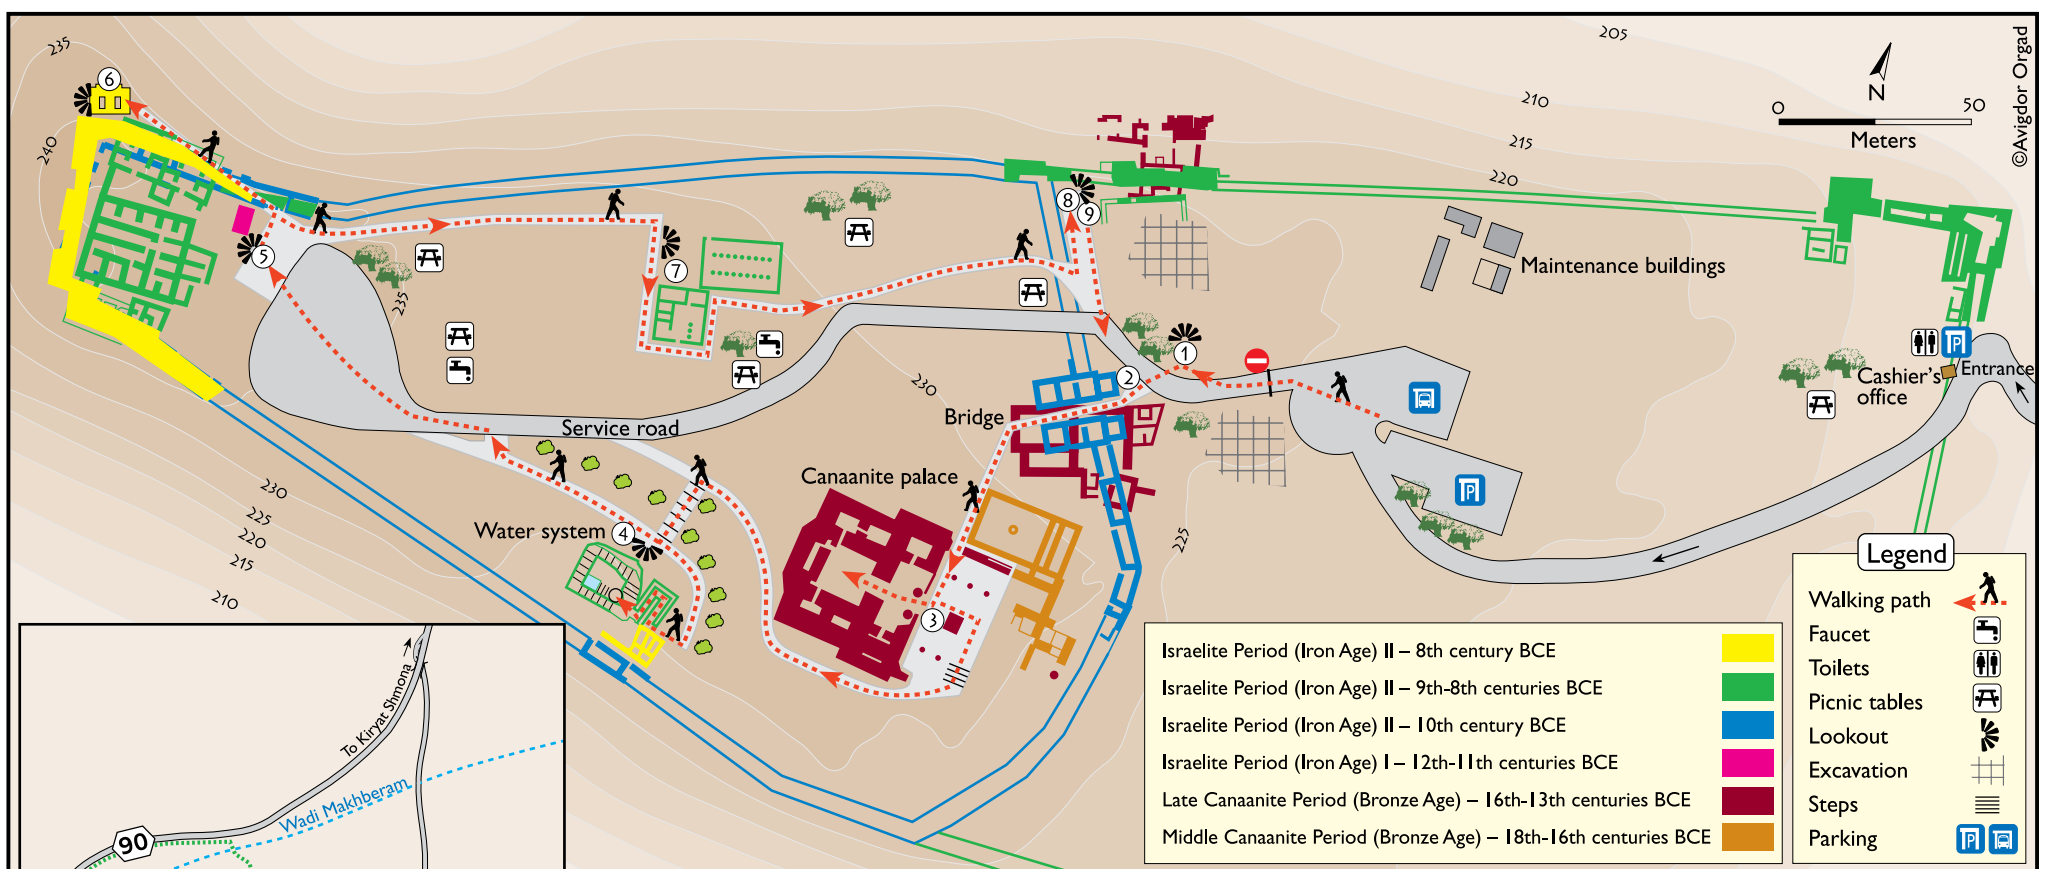 235
6
240
5
235
7
8
9
205
210
215
220
N
0
50
Meters
©Avigdor Orgad
Maintenance buildings
1
2
P
Cashier's
office
Entrance
230
Bridge
Service road
Canaanite palace
P
225
Water system
4
3
230
225
220
215
210
To Kiryat Shmona
Wadi Makhberam
90
Israelite Period (Iron Age) II – 8th century BCE
Israelite Period (Iron Age) II – 9th-8th centuries BCE
Israelite Period (Iron Age) II – 10th century BCE
Israelite Period (Iron Age) I – 12th-11th centuries BCE
Late Canaanite Period (Bronze Age) – 16th-13th centuries BCE
Middle Canaanite Period (Bronze Age) – 18th-16th centuries BCE
Legend
Walking path
Faucet
Toilets
Picnic tables
Lookout
Excavation
Steps
Parking
P